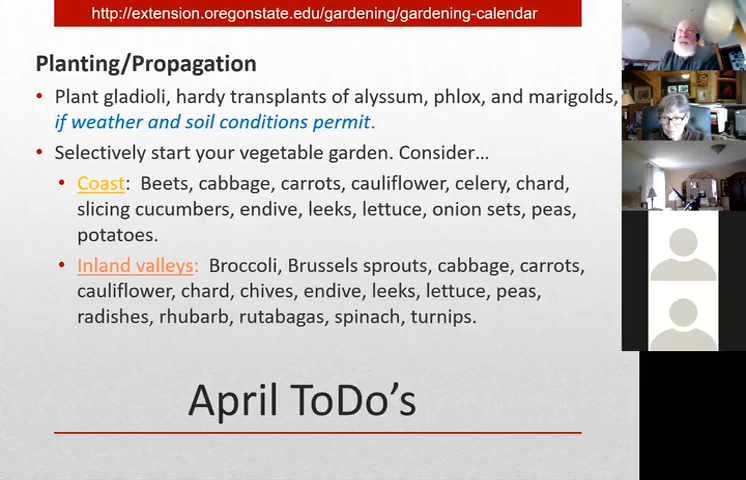 http://extension.oregonstate.edu/gardening/gardening-calendar
Planting/Propagation
• Plant gladioli, hardy transplants of alyssum, phlox, and marigolds,
if weather and soil conditions permit.
• Selectively start your vegetable garden. Consider…
• Coast: Beets, cabbage, carrots, cauliflower, celery, chard,
slicing cucumbers, endive, leeks, lettuce, onion sets, peas,
potatoes.
• Inland valleys: Broccoli, Brussels sprouts, cabbage, carrots,
cauliflower, chard, chives, endive, leeks, lettuce, peas,
radishes, rhubarb, rutabagas, spinach, turnips.
April ToDo’s